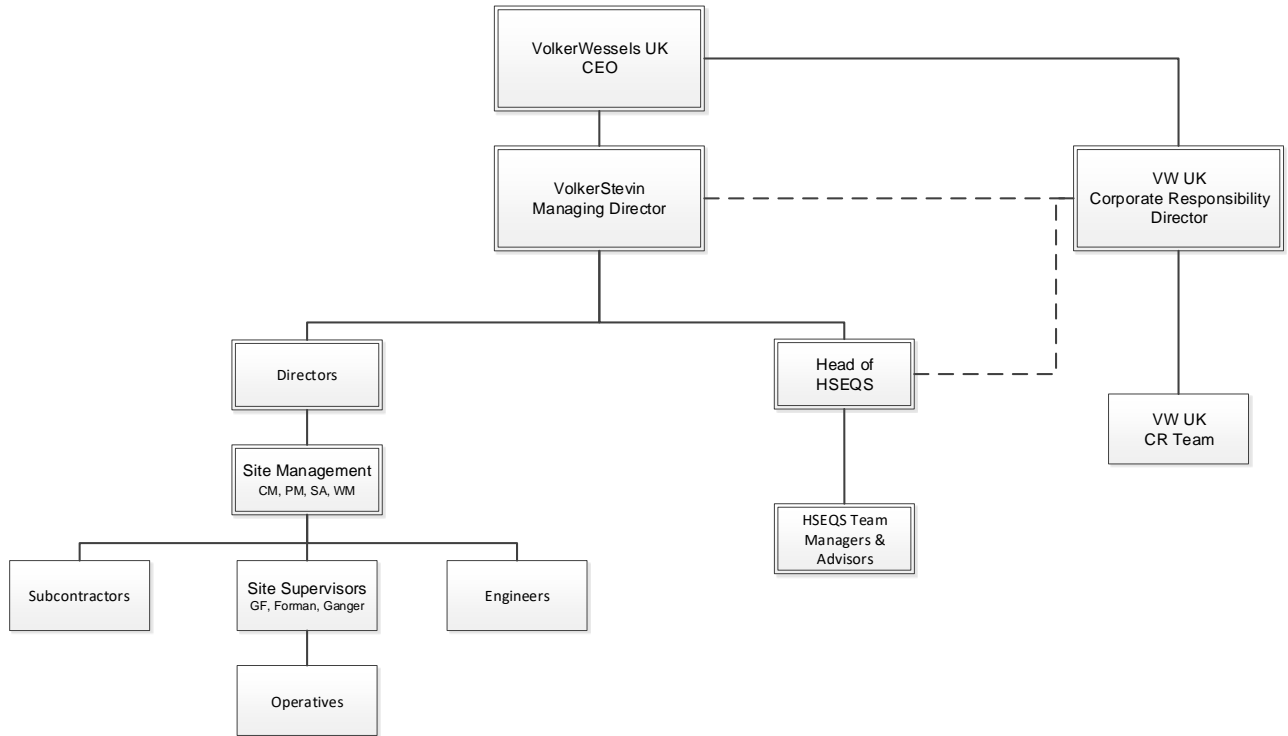 VolkerWessels UK
CEO
VolkerStevin
Managing Director
VW UK
Corporate Responsibility
Director
Directors
Head of
HSEQS
VW UK
CR Team
Site Management
CM, PM, SA, WM
HSEQS Team
Managers &
Advisors
Subcontractors
Site Supervisors
GF, Forman, Ganger
Engineers
Operatives